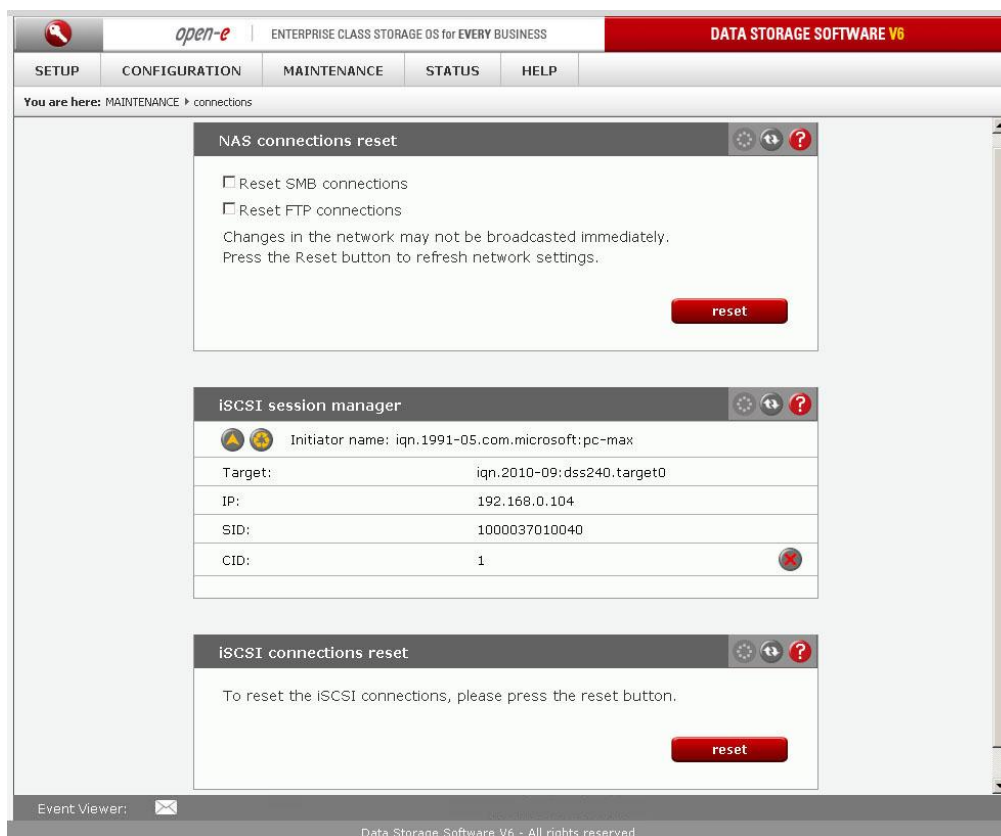 open-e ENTERPRISE CLASS STORAGE OS for EVERY BUSINESS DATA STORAGE SOFTWARE V6
SETUP CONFIGURATION MAINTENANCE STATUS HELP
You are here: MAINTENANCE connections
NAS connections reset ?
Reset SMB connections
Reset FTP connections
Changes in the network may not be broadcasted immediately.
Press the Reset button to refresh network settings.
reset
iSCSI session manager ?
Initiator name: iqn.1991-05.com.microsoft:pc-max
Target: iqn.2010-09:dss240.target0
IP: 192.168.0.104
SID: 1000037010040
CID: 1
iSCSI connections reset ?
To reset the iSCSI connections, please press the reset button.
reset
Event Viewer:
Data Storage Software V6 - All rights reserved